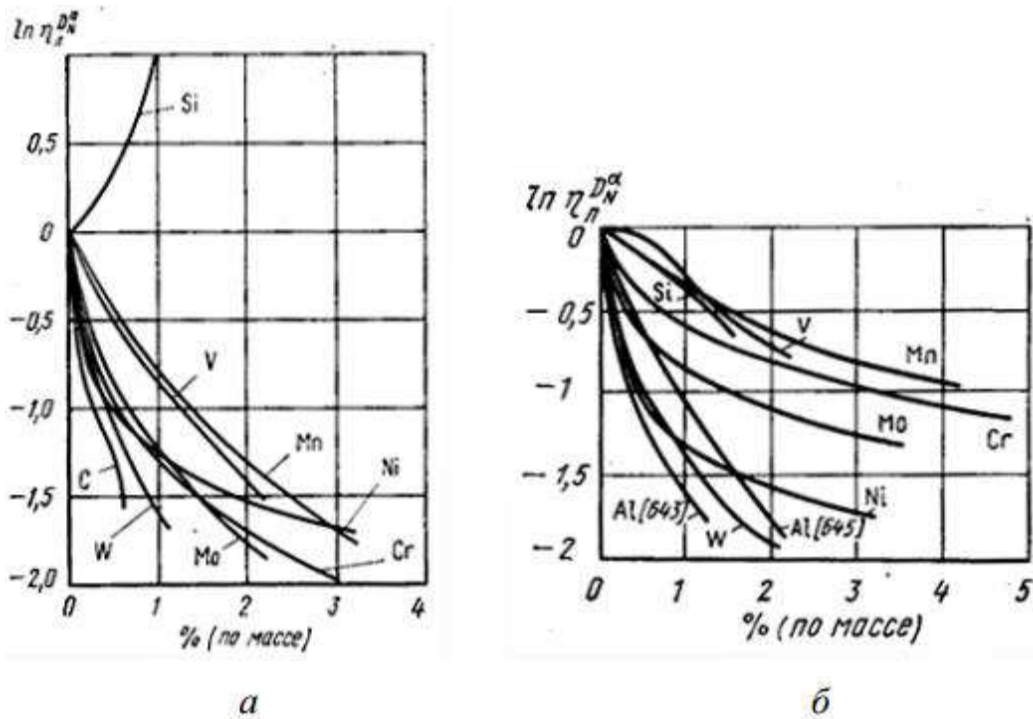 ln η_л^{D_N^α}
0,5
0
−0,5
−1,0
−1,5
−2,0
Si
V
Mn
Ni
C
W
Mo
Cr
0 1 2 3 4
% (по массе)
а
ln η_л^{D_N^α}
0
−0,5
−1
−1,5
−2
Si
V
Mn
Mo
Cr
Ni
Al [643]
W
Al [645]
0 1 2 3 4 5
% (по массе)
б